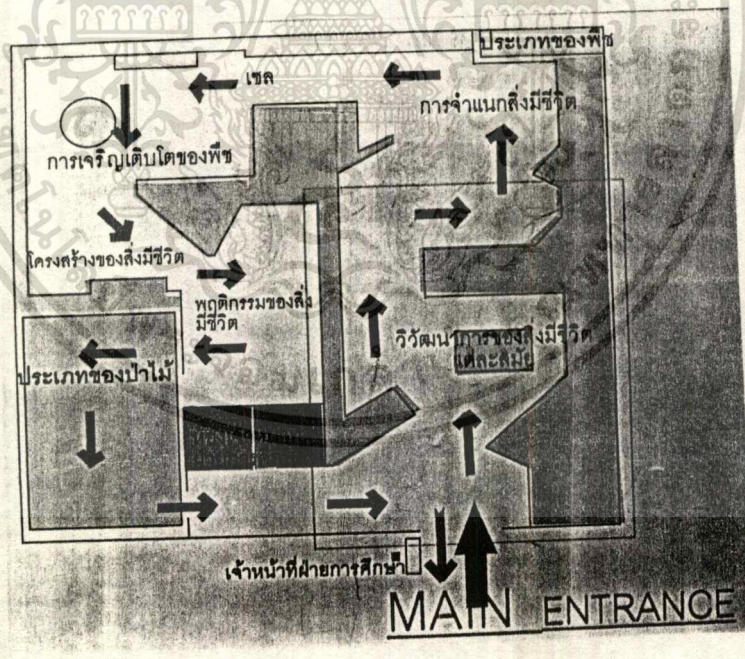 ประเภทของพืช
เซล
การจำแนกสิ่งมีชีวิต
การเจริญเติบโตของพืช
โครงสร้างของสิ่งมีชีวิต
พฤติกรรมของสิ่ง
มีชีวิต
วิวัฒนาการของสิ่งมีชีวิต
แต่ละสมัย
ประเภทของป่าไม้
เจ้าหน้าที่ฝ่ายการศึกษา
MAIN ENTRANCE